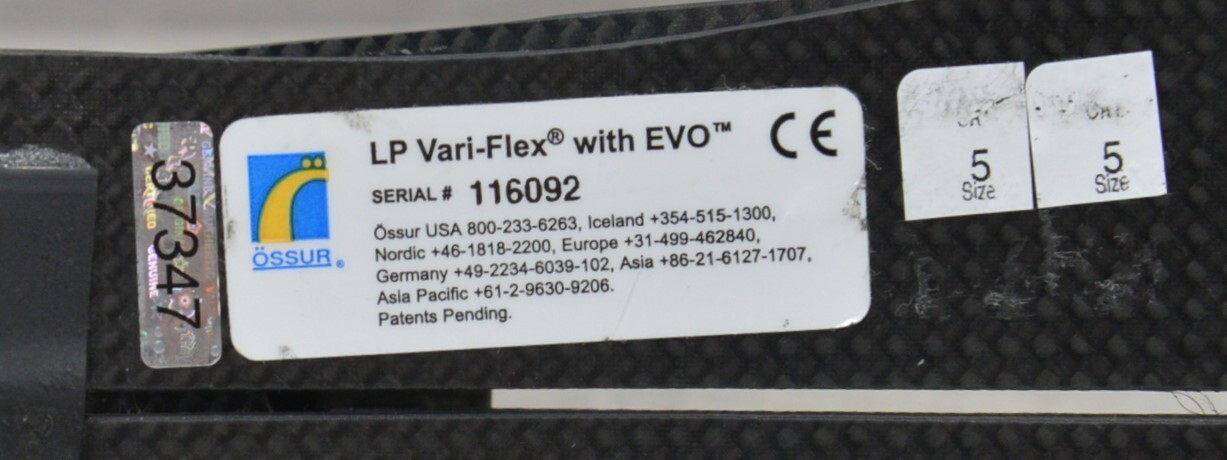 37347
CERTIFIED GENUINE
ÖSSUR®
LP Vari-Flex® with EVO™
CE
SERIAL # 116092
Össur USA 800-233-6263, Iceland +354-515-1300,
Nordic +46-1818-2200, Europe +31-499-462840,
Germany +49-2234-6039-102, Asia +86-21-6127-1707,
Asia Pacific +61-2-9630-9206.
Patents Pending.
5
Size
5
Size